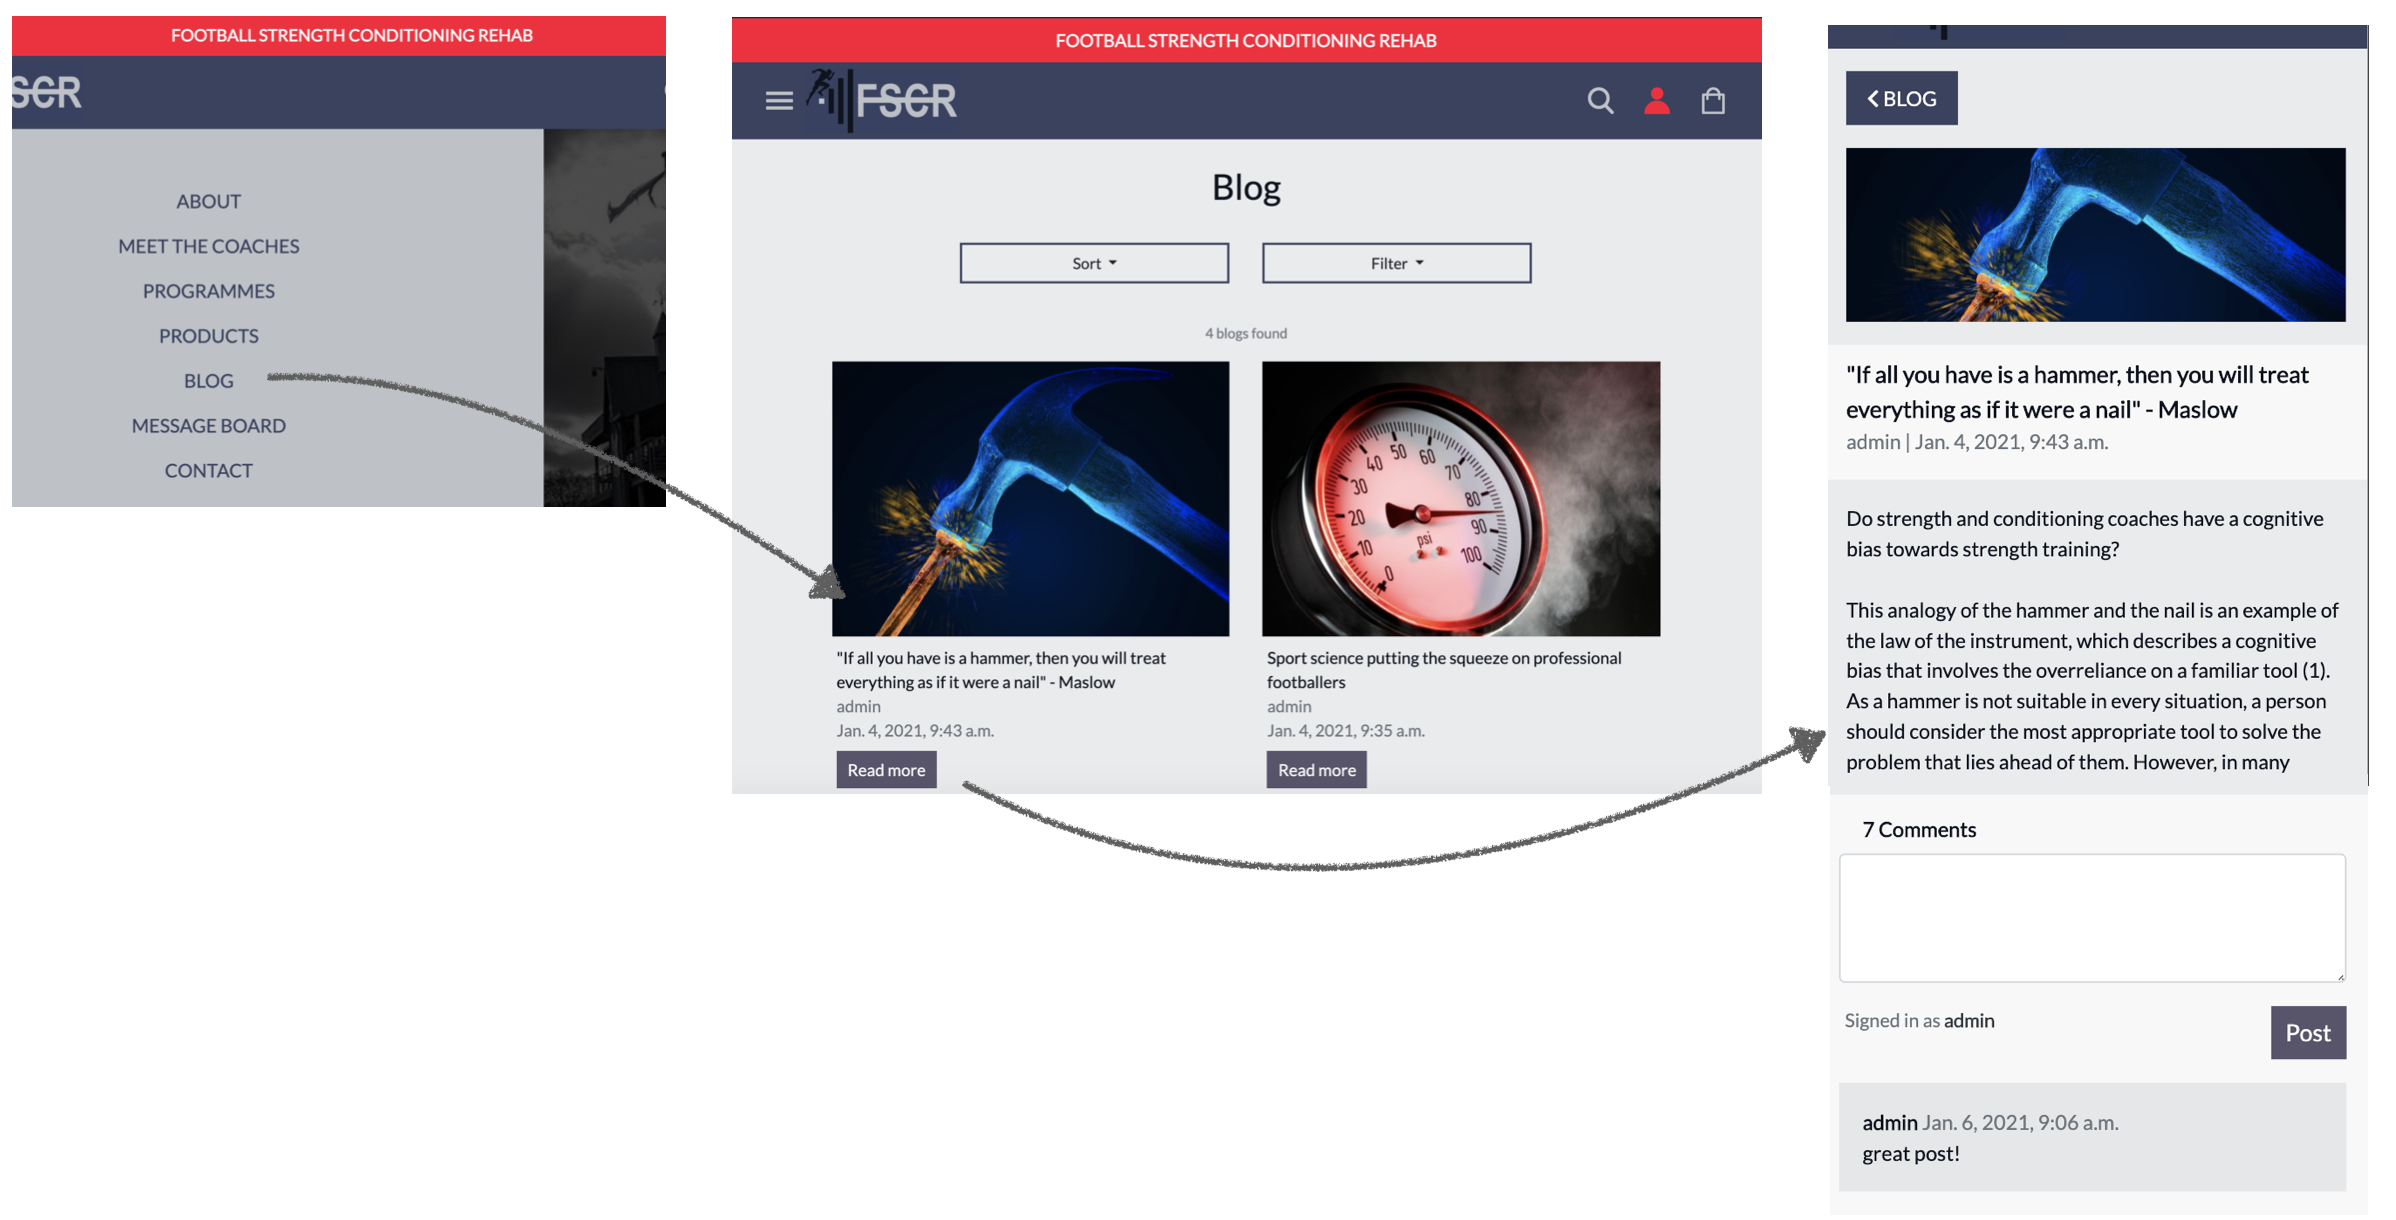 FOOTBALL STRENGTH CONDITIONING REHAB
SCR
ABOUT
MEET THE COACHES
PROGRAMMES
PRODUCTS
BLOG
MESSAGE BOARD
CONTACT
FOOTBALL STRENGTH CONDITIONING REHAB
FSCR
Blog
Sort
Filter
4 blogs found
0
10
20
30
40
50
60
70
80
90
100
psi
"If all you have is a hammer, then you will treat
everything as if it were a nail" - Maslow
admin
Jan. 4, 2021, 9:43 a.m.
Read more
Sport science putting the squeeze on professional
footballers
admin
Jan. 4, 2021, 9:35 a.m.
Read more
BLOG
"If all you have is a hammer, then you will treat
everything as if it were a nail" - Maslow
admin | Jan. 4, 2021, 9:43 a.m.
Do strength and conditioning coaches have a cognitive
bias towards strength training?
This analogy of the hammer and the nail is an example of
the law of the instrument, which describes a cognitive
bias that involves the overreliance on a familiar tool (1).
As a hammer is not suitable in every situation, a person
should consider the most appropriate tool to solve the
problem that lies ahead of them. However, in many
7 Comments
Signed in as admin
Post
admin Jan. 6, 2021, 9:06 a.m.
great post!